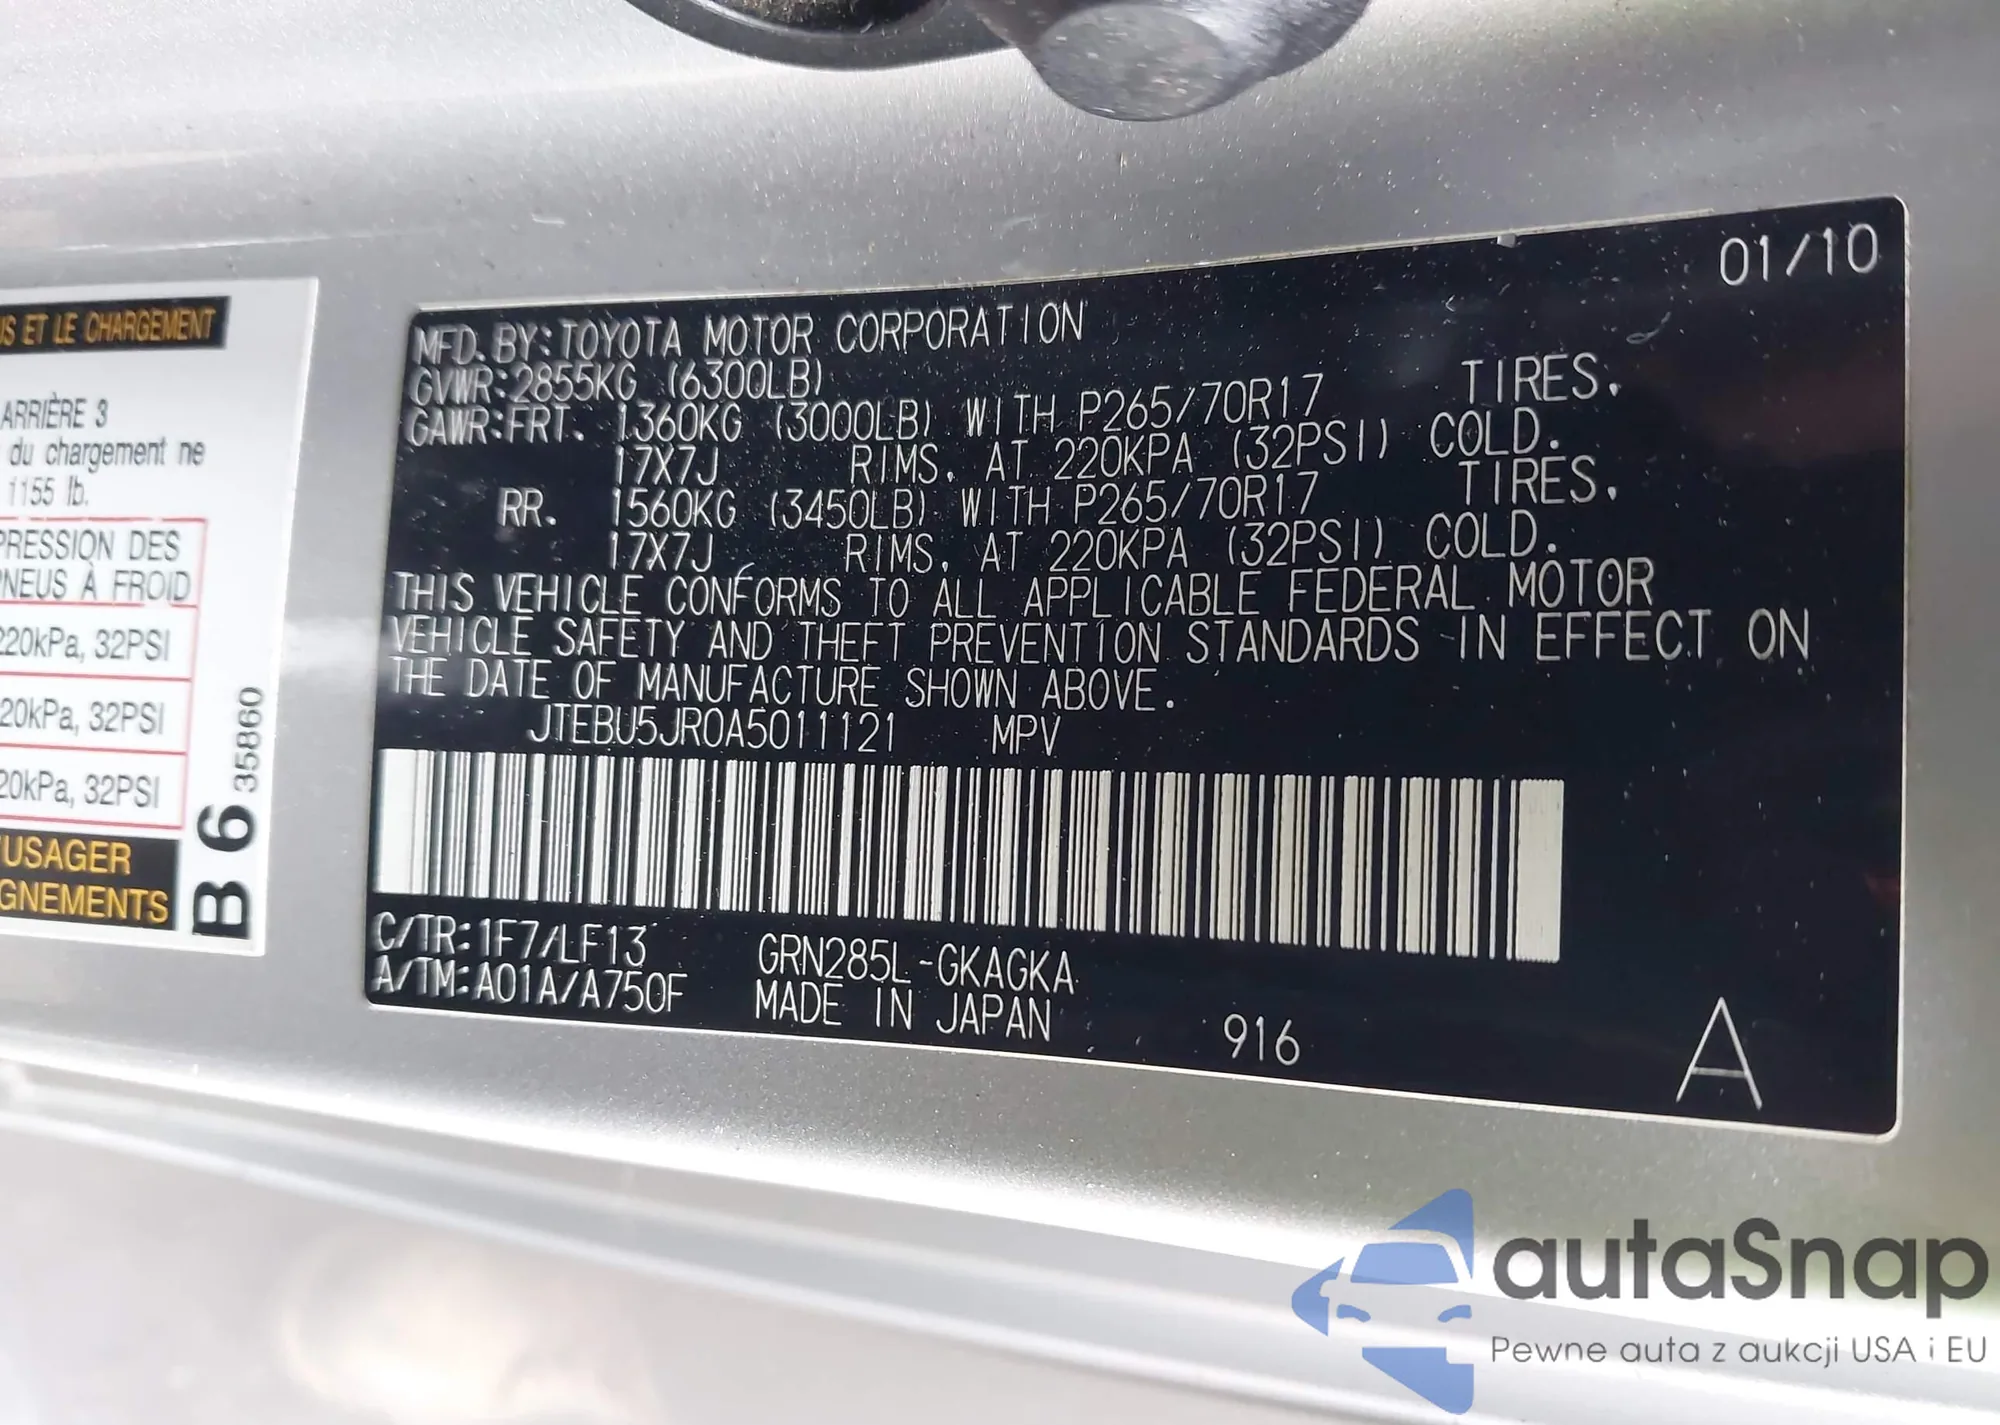 US ET LE CHARGEMENT
ARRIÈRE 3
du chargement ne
1155 lb.
PRESSION DES
PNEUS À FROID
220kPa, 32PSI
20kPa, 32PSI
20kPa, 32PSI
'USAGER
GNEMENTS
B 6 35860
01/10
MFD. BY: TOYOTA MOTOR CORPORATION
GVWR: 2855KG (6300LB)
GAWR: FRT. 1360KG (3000LB) WITH P265/70R17 TIRES.
17X7J RIMS, AT 220KPA (32PSI) COLD.
RR. 1560KG (3450LB) WITH P265/70R17 TIRES.
17X7J RIMS, AT 220KPA (32PSI) COLD.
THIS VEHICLE CONFORMS TO ALL APPLICABLE FEDERAL MOTOR
VEHICLE SAFETY AND THEFT PREVENTION STANDARDS IN EFFECT ON
THE DATE OF MANUFACTURE SHOWN ABOVE.
JTEBU5JR0A5011121 MPV
C/TR: 1F7/LF13 GRN285L-GKAGKA
A/TM: A01A/A750F MADE IN JAPAN 916 A
autaSnap
Pewne auta z aukcji USA i EU